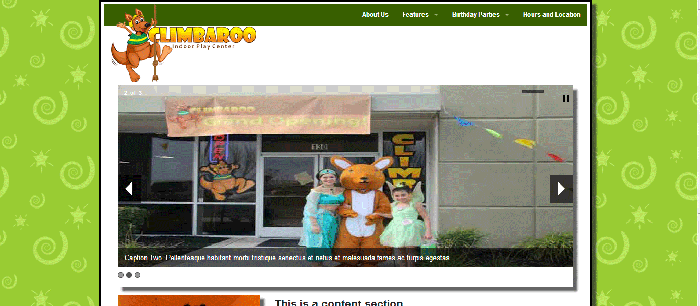 About Us Features Birthday Parties Hours and Location
CLIMBAROO
Indoor Play Center
2 of 3
CLIMBAROO
Grand Opening!
OPEN
320
CLIMB
Caption Two. Pellentesque habitant morbi tristique senectus et netus et malesuada fames ac turpis egestas.
This is a content section